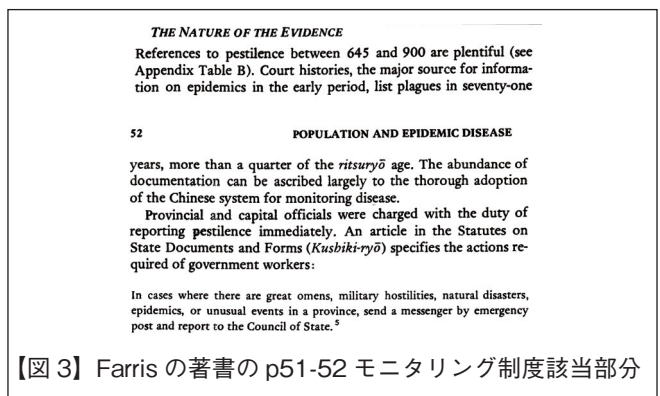 THE NATURE OF THE EVIDENCE
References to pestilence between 645 and 900 are plentiful (see
Appendix Table B). Court histories, the major source for informa-
tion on epidemics in the early period, list plagues in seventy-one
52 POPULATION AND EPIDEMIC DISEASE
years, more than a quarter of the ritsuryō age. The abundance of
documentation can be ascribed largely to the thorough adoption
of the Chinese system for monitoring disease.
Provincial and capital officials were charged with the duty of
reporting pestilence immediately. An article in the Statutes on
State Documents and Forms (Kushiki-ryō) specifies the actions re-
quired of government workers:
In cases where there are great omens, military hostilities, natural disasters,
epidemics, or unusual events in a province, send a messenger by emergency
post and report to the Council of State.5
【図 3】Farris の著書の p51-52 モニタリング制度該当部分